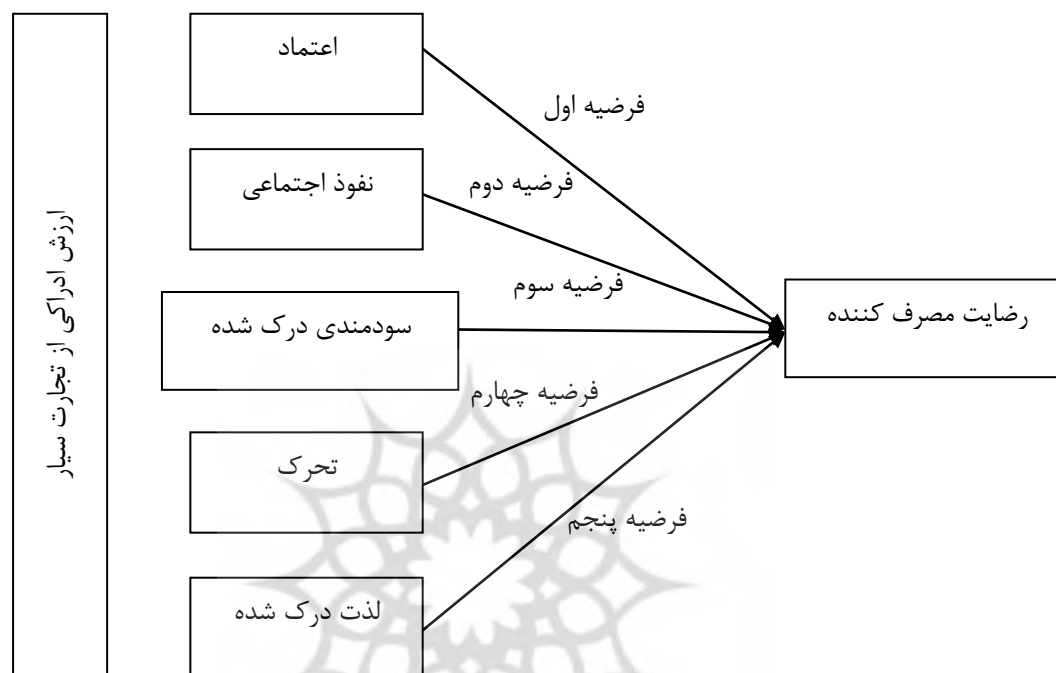 اعتماد
فرضیه اول
نفوذ اجتماعی
فرضیه دوم
ارزش ادراکی از تجارت سیار
سودمندی درک شده
فرضیه سوم
رضایت مصرف کننده
فرضیه چهارم
تحرک
فرضیه پنجم
لذت درک شده